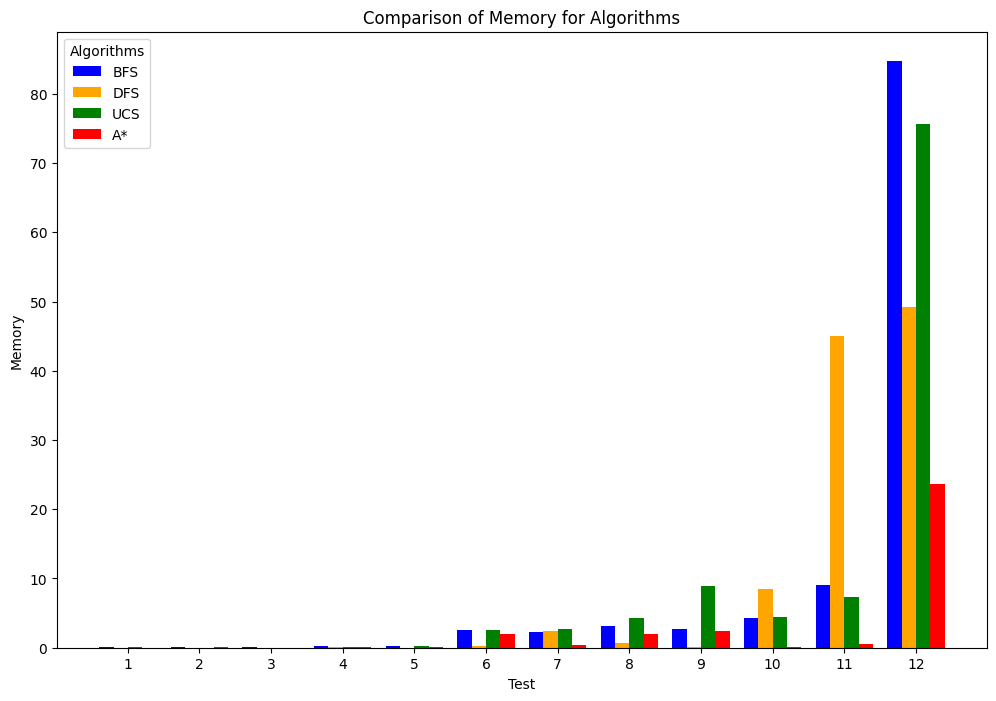 Comparison of Memory for Algorithms
Algorithms
BFS
DFS
UCS
A*
Memory
80
70
60
50
40
30
20
10
0
1 2 3 4 5 6 7 8 9 10 11 12
Test